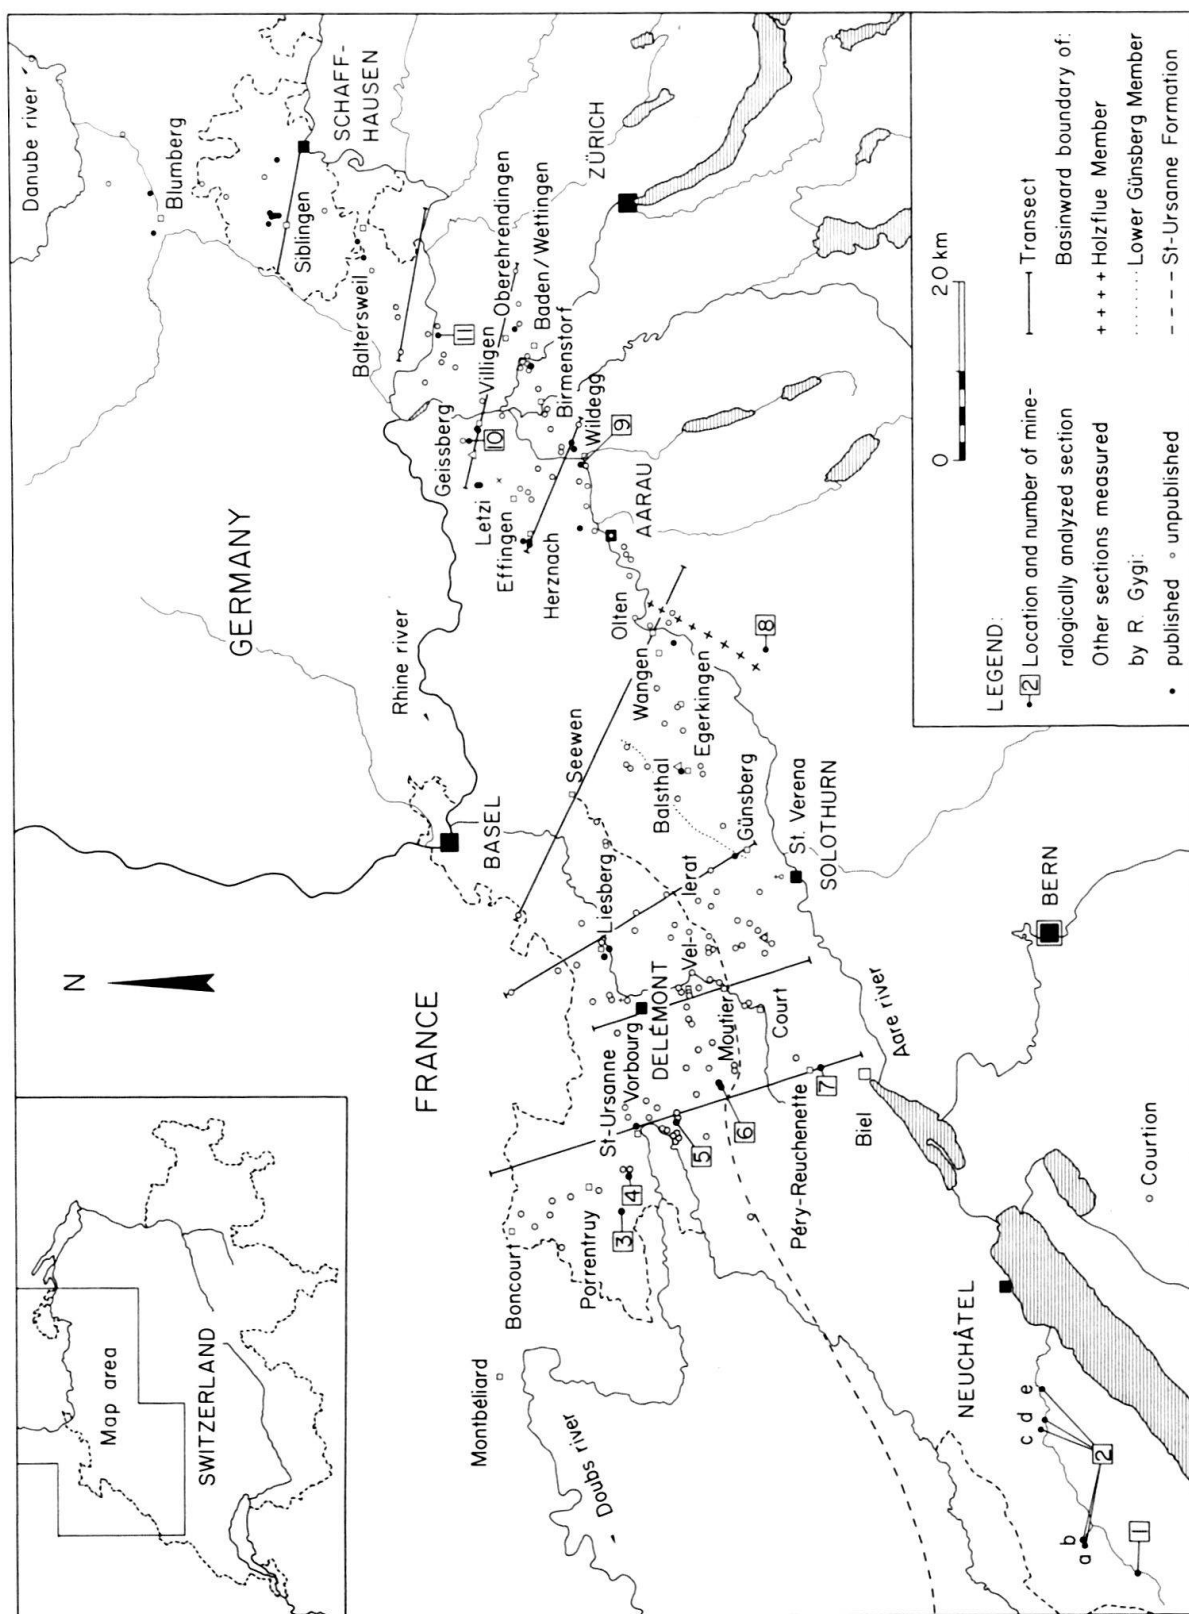 Map area
SWITZERLAND
N
FRANCE
GERMANY
Danube river
Blumberg
SCHAFF-
HAUSEN
Siblingen
Baltersweil
11
Rhine river
BASEL
Geissberg
Villigen
10
Oberehrendingen
Baden/Wettingen
Letzi
Effingen
Birmenstorf
Herznach
Wildegg
9
ZÜRICH
AARAU
Montbéliard
Boncourt
Porrentruy
St-Ursanne
Vorbourg
DELÉMONT
Liesberg
Seewen
Wangen
Olten
3
4
5
6
Moutier
Vel-
lerat
Balsthal
Egerkingen
Günsberg
8
Doubs river
Court
St. Verena
SOLOTHURN
Péry-Reuchenette
7
Biel
Aare river
BERN
NEUCHÂTEL
Courtion
a
b
c
d
e
2
1
0
20 km
LEGEND:
2 Location and number of mine-
ralogically analyzed section
Other sections measured
by R. Gygi:
published
unpublished
Transect
Basinward boundary of:
+ + + Holzflue Member
........ Lower Günsberg Member
- - - - St-Ursanne Formation